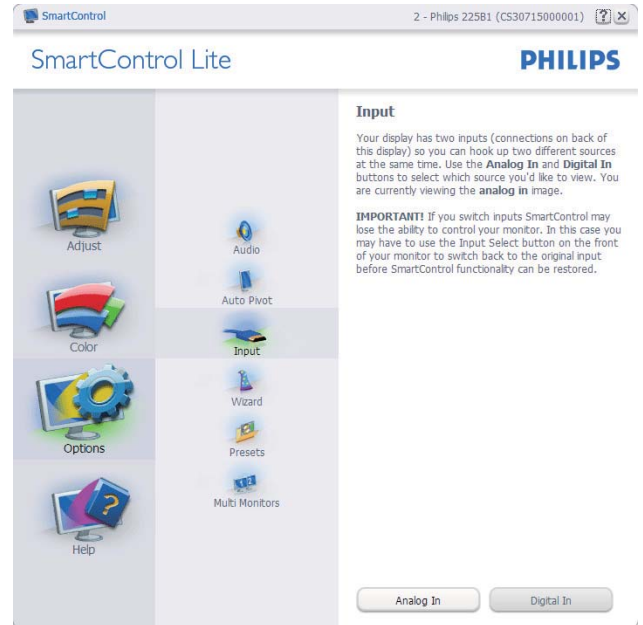 SmartControl
2 - Philips 225B1 (CS30715000001)
?
SmartControl Lite
PHILIPS
Adjust
Color
Options
?
Help
Audio
Auto Pivot
Input
Wizard
Presets
1 2
Multi Monitors
Input
Your display has two inputs (connections on back of
this display) so you can hook up two different sources
at the same time. Use the Analog In and Digital In
buttons to select which source you'd like to view. You
are currently viewing the analog in image.
IMPORTANT! If you switch inputs SmartControl may
lose the ability to control your monitor. In this case you
may have to use the Input Select button on the front
of your monitor to switch back to the original input
before SmartControl functionality can be restored.
Analog In
Digital In